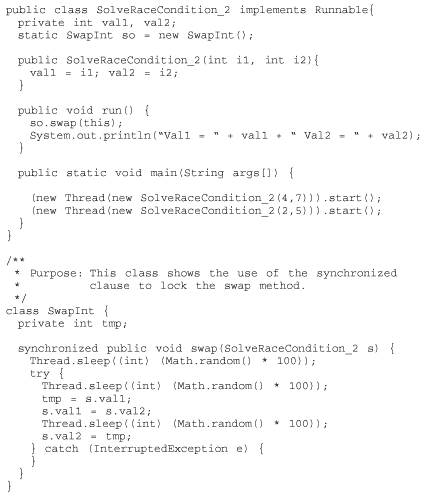 public class SolveRaceCondition_2 implements Runnable{
  private int val1, val2;
  static SwapInt so = new SwapInt();

  public SolveRaceCondition_2(int i1, int i2){
    val1 = i1; val2 = i2;
  }

  public void run() {
    so.swap(this);
    System.out.println("Val1 = " + val1 + " Val2 = " + val2);
  }

  public static void main(String args[]) {

    (new Thread(new SolveRaceCondition_2(4,7))).start();
    (new Thread(new SolveRaceCondition_2(2,5))).start();
  }
}

/**
 * Purpose: This class shows the use of the synchronized
 *          clause to lock the swap method.
 */
class SwapInt {
  private int tmp;

  synchronized public void swap(SolveRaceCondition_2 s) {
    Thread.sleep((int) (Math.random() * 100));
    try {
      Thread.sleep((int) (Math.random() * 100));
      tmp = s.val1;
      s.val1 = s.val2;
      Thread.sleep((int) (Math.random() * 100));
      s.val2 = tmp;
    } catch (InterruptedException e) {
    }
  }
}